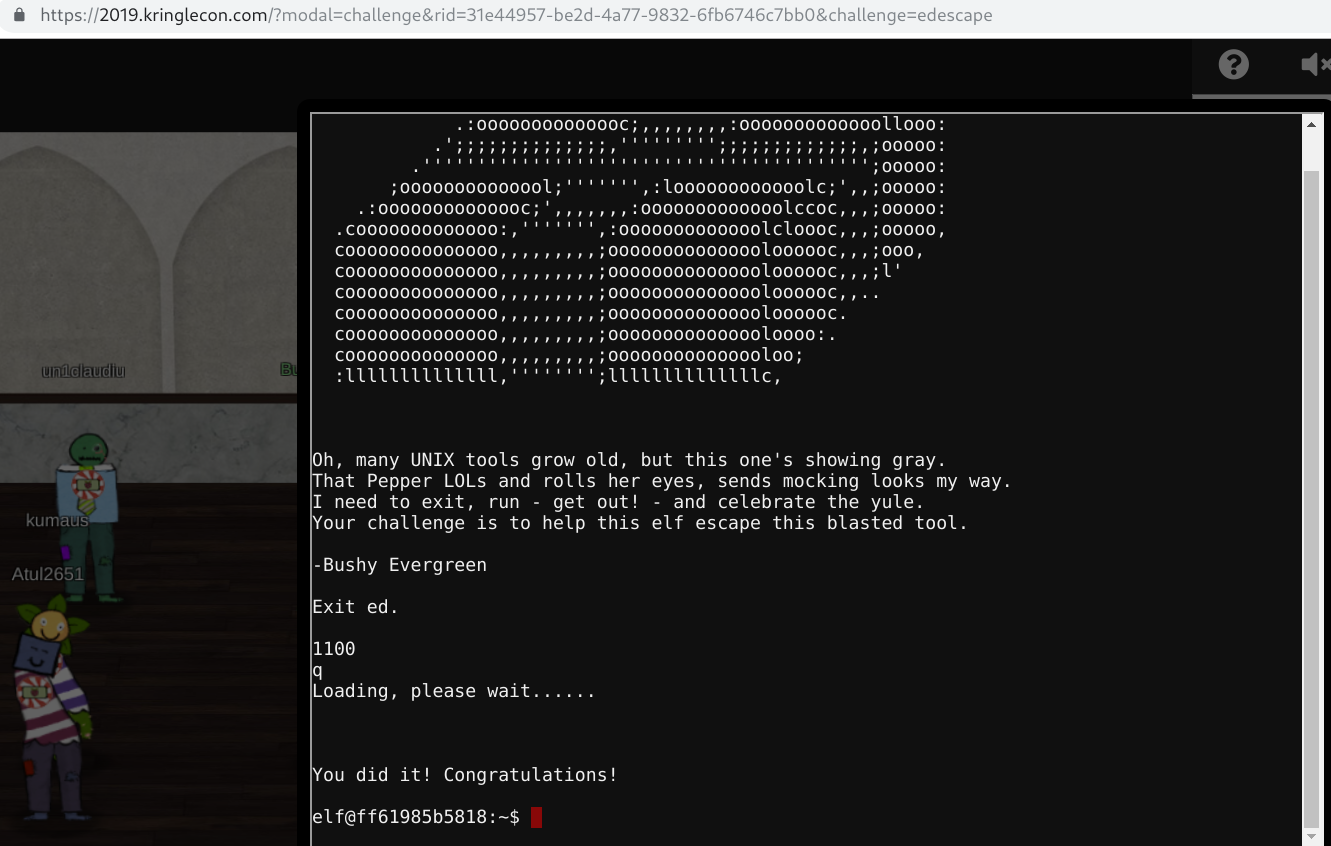 https://2019.kringlecon.com/?modal=challenge&rid=31e44957-be2d-4a77-9832-6fb6746c7bb0&challenge=edescape
?
.:oooooooooooooc;,,,,,,,,:ooooooooooooollooo:
.';;;;;;;;;;;;;;,''''''''';;;;;;;;;;;;;,;ooooo:
.'''''''''''''''''''''''''''''''''''''''''';ooooo:
;oooooooooooool;''''''',:loooooooooooolc;',,;ooooo:
.:oooooooooooooc;',,,,,,,:ooooooooooooolccoc,,,;ooooo:
.cooooooooooooo:,''''''',:ooooooooooooolcloooc,,,;ooooo,
coooooooooooooo,,,,,,,,,;ooooooooooooooloooooc,,,;ooo,
coooooooooooooo,,,,,,,,,;ooooooooooooooloooooc,,,;l'
coooooooooooooo,,,,,,,,,;ooooooooooooooloooooc,,..
coooooooooooooo,,,,,,,,,;ooooooooooooooloooooc.
coooooooooooooo,,,,,,,,,;ooooooooooooooloooo:.
coooooooooooooo,,,,,,,,,;ooooooooooooooloo;
:llllllllllllll,'''''''';llllllllllllllc,
un1claudiu
Bu
kumaus
Atul2651
Oh, many UNIX tools grow old, but this one's showing gray.
That Pepper LOLs and rolls her eyes, sends mocking looks my way.
I need to exit, run - get out! - and celebrate the yule.
Your challenge is to help this elf escape this blasted tool.
-Bushy Evergreen
Exit ed.
1100
q
Loading, please wait......
You did it! Congratulations!
elf@ff61985b5818:~$